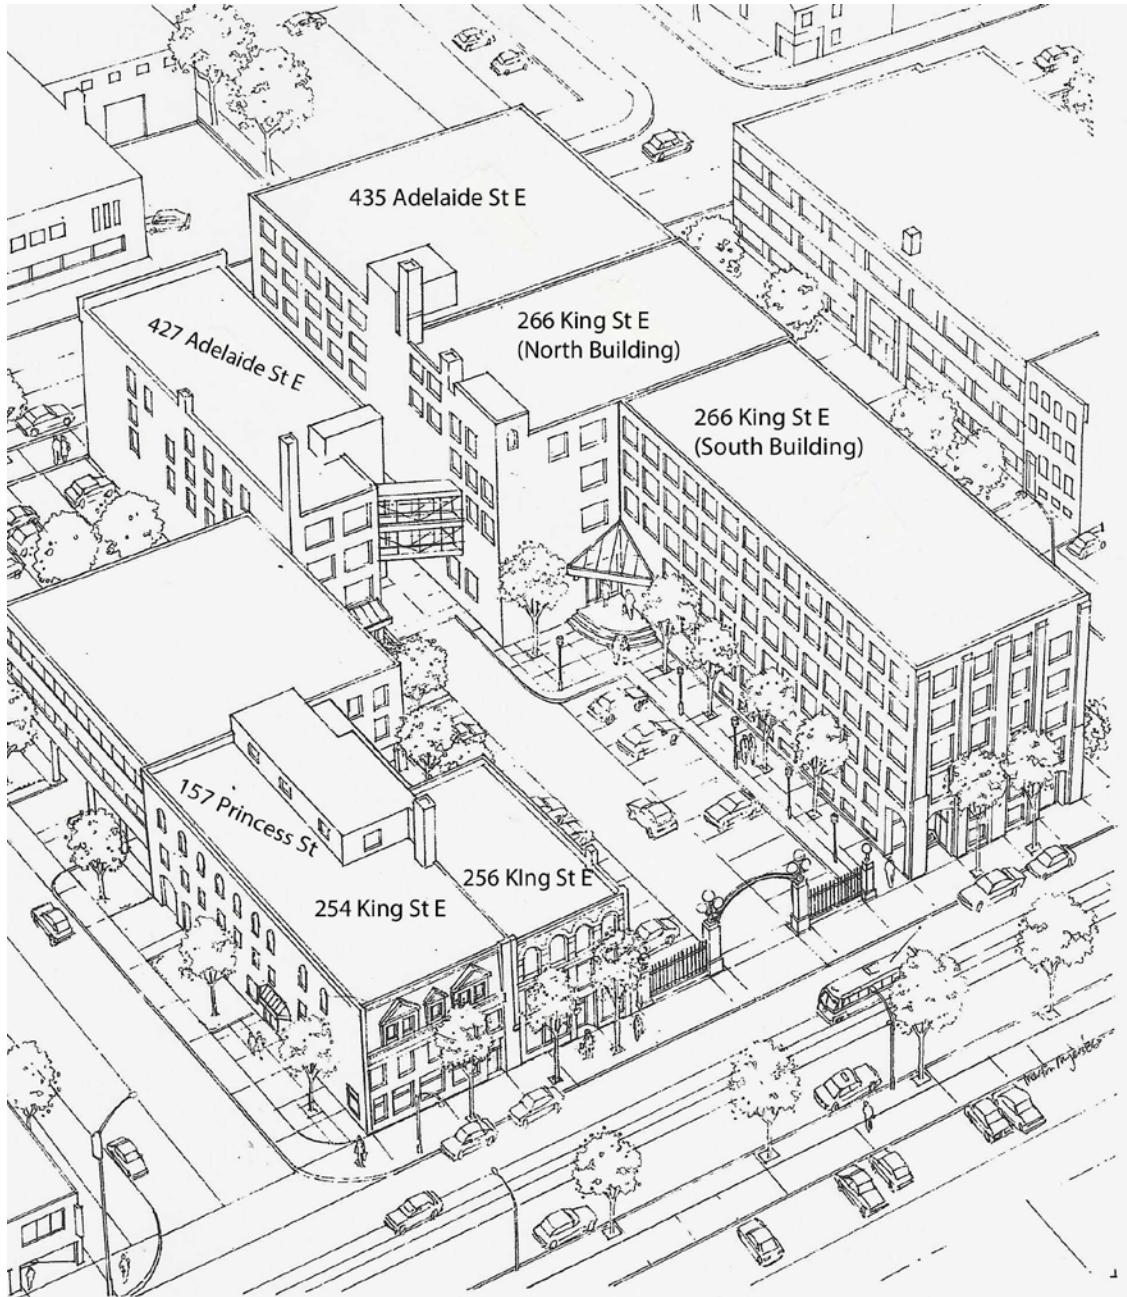 435 Adelaide St E
427 Adelaide St E
266 King St E
(North Building)
266 King St E
(South Building)
157 Princess St
256 KIng St E
254 King St E